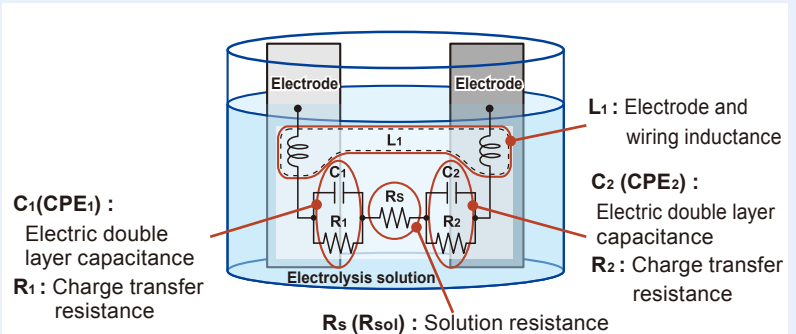 Electrode
Electrode
L1 : Electrode and
wiring inductance
L1
C1
C2
C2 (CPE2) :
Electric double layer
capacitance
Rs
C1(CPE1) :
Electric double
layer capacitance
R1
R2
R2 : Charge transfer
resistance
R1 : Charge transfer
resistance
Electrolysis solution
Rs (Rsol) : Solution resistance